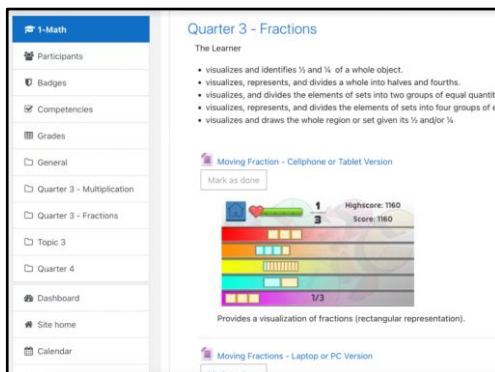 1-Math
Participants
Badges
Competencies
Grades
General
Quarter 3 - Multiplication
Quarter 3 - Fractions
Topic 3
Quarter 4
Dashboard
Site home
Calendar
Quarter 3 - Fractions
The Learner
• visualizes and identifies ½ and ¼ of a whole object.
• visualizes, represents, and divides a whole into halves and fourths.
• visualizes, and divides the elements of sets into two groups of equal quantit
• visualizes, represents, and divides the elements of sets into four groups of e
• visualizes and draws the whole region or set given its ½ and/or ¼
Moving Fraction - Cellphone or Tablet Version
Mark as done
1
3
Highscore: 1160
Score: 1160
1/3
Provides a visualization of fractions (rectangular representation).
Moving Fractions - Laptop or PC Version